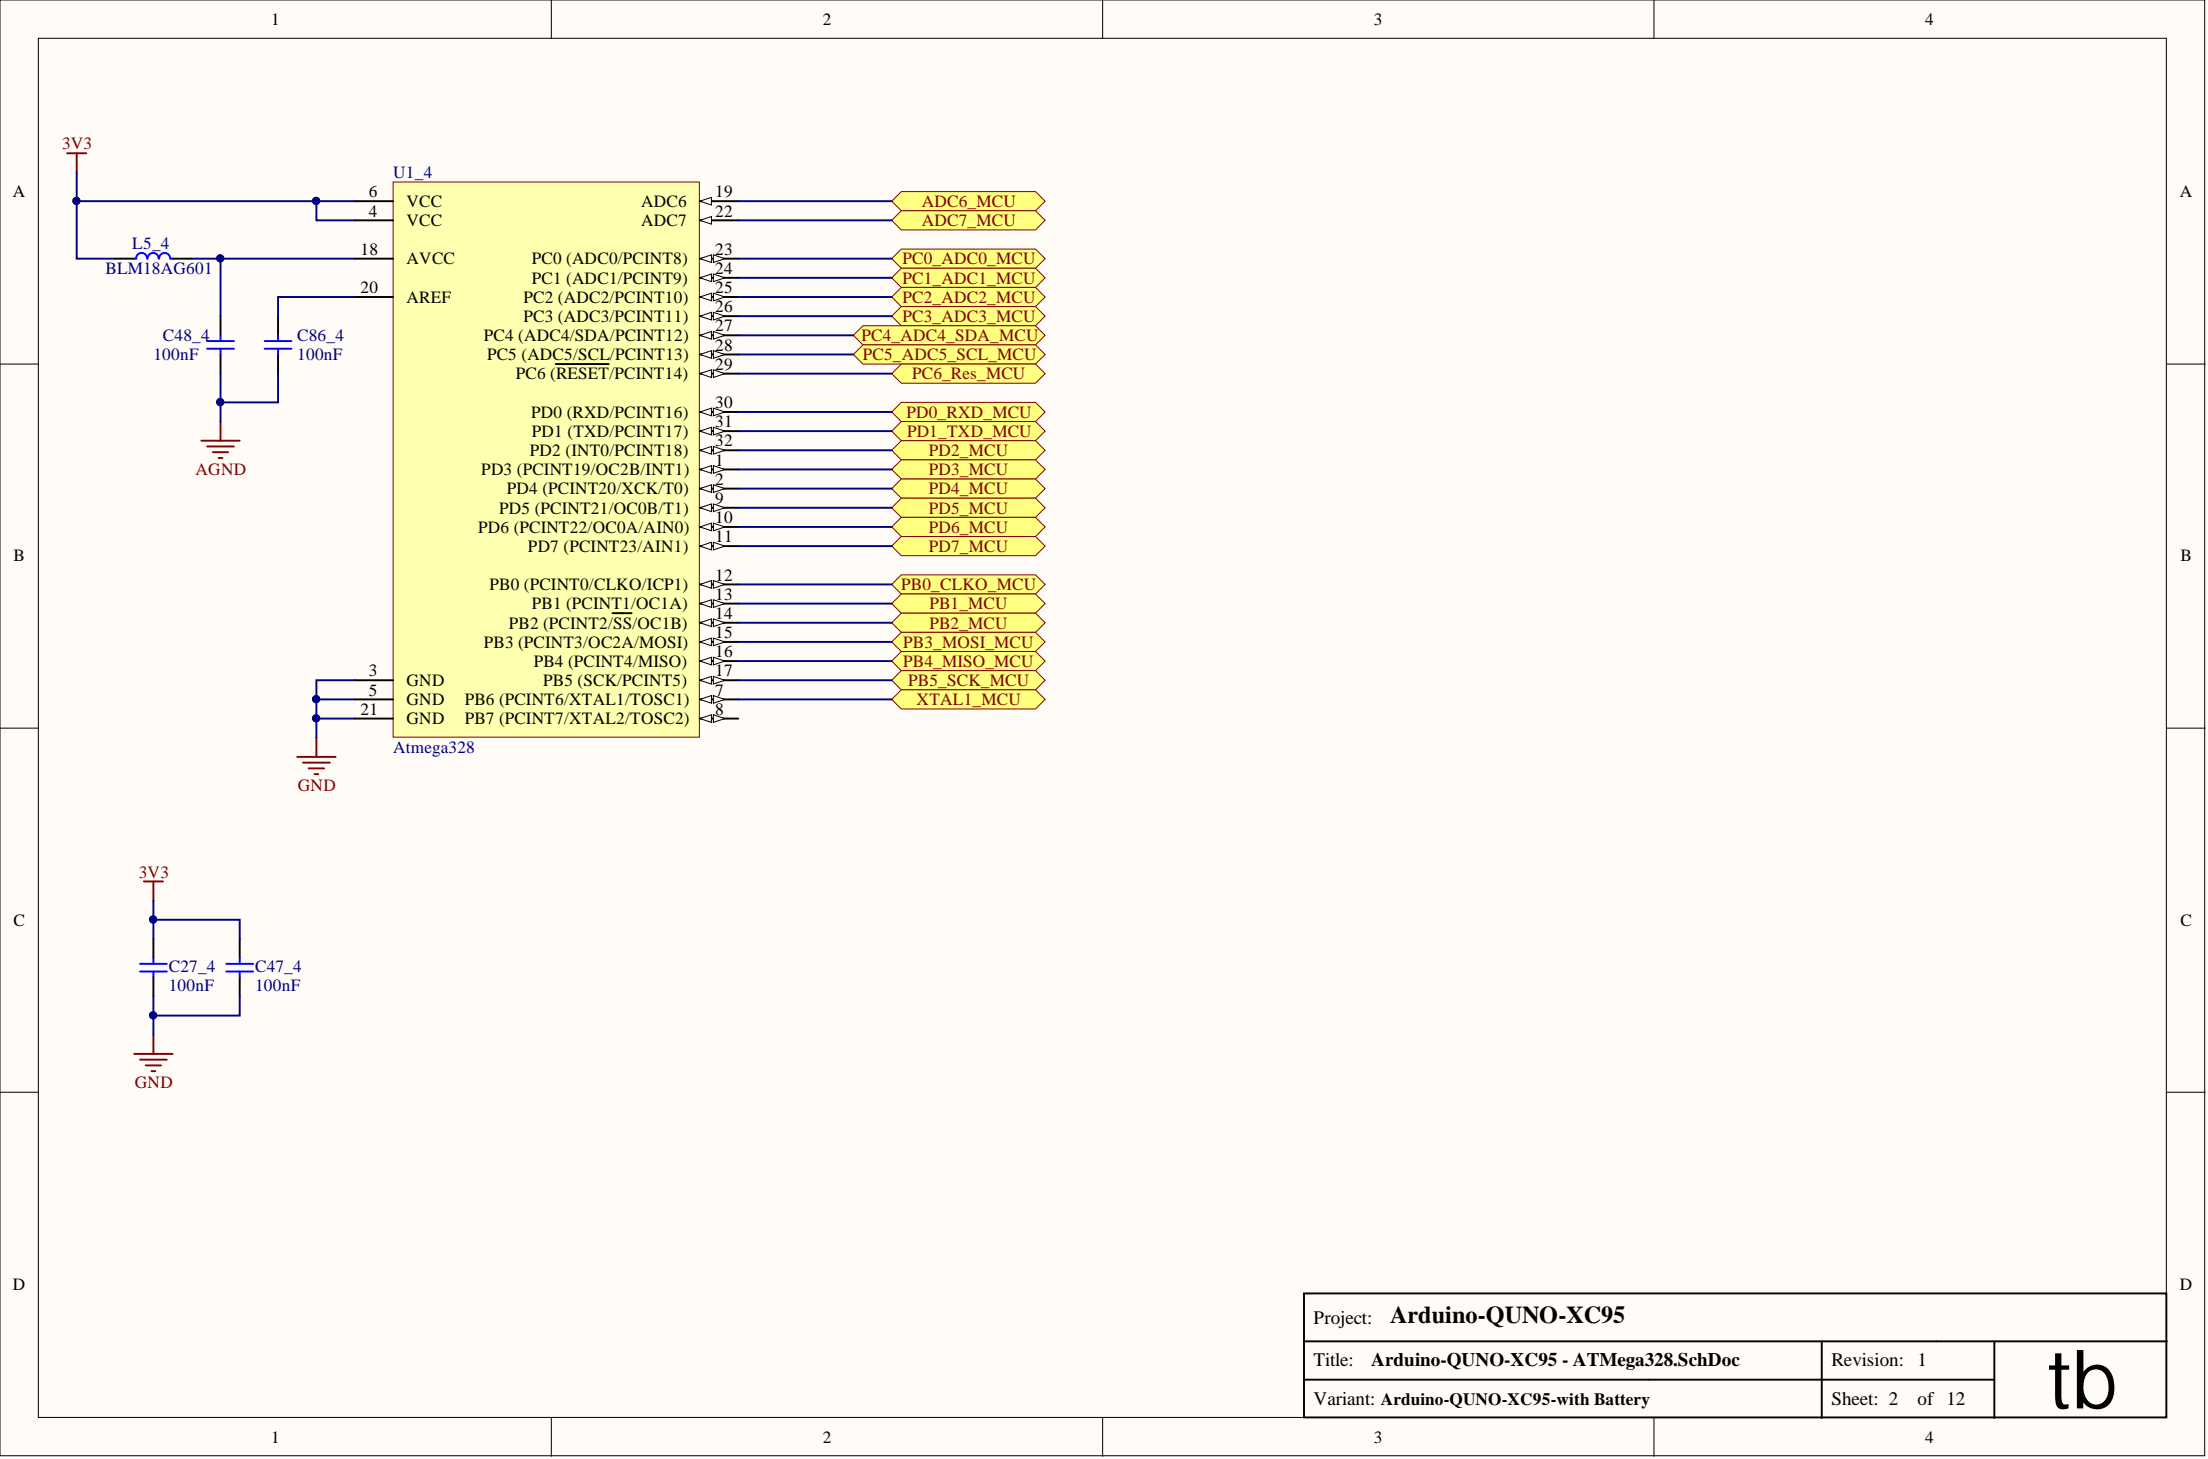 1 2 3 4
A A
B B
C C
D D
1 2 3 4
3V3
U1_4
6 VCC
4 VCC
18 AVCC
20 AREF
L5_4
BLM18AG601
C48_4
100nF
C86_4
100nF
AGND
3 GND
5 GND
21 GND
GND
ADC6 19 ADC6_MCU
ADC7 22 ADC7_MCU
PC0 (ADC0/PCINT8) 23 PC0_ADC0_MCU
PC1 (ADC1/PCINT9) 24 PC1_ADC1_MCU
PC2 (ADC2/PCINT10) 25 PC2_ADC2_MCU
PC3 (ADC3/PCINT11) 26 PC3_ADC3_MCU
PC4 (ADC4/SDA/PCINT12) 27 PC4_ADC4_SDA_MCU
PC5 (ADC5/SCL/PCINT13) 28 PC5_ADC5_SCL_MCU
PC6 (RESET/PCINT14) 29 PC6_Res_MCU
PD0 (RXD/PCINT16) 30 PD0_RXD_MCU
PD1 (TXD/PCINT17) 31 PD1_TXD_MCU
PD2 (INT0/PCINT18) 32 PD2_MCU
PD3 (PCINT19/OC2B/INT1) 1 PD3_MCU
PD4 (PCINT20/XCK/T0) 2 PD4_MCU
PD5 (PCINT21/OC0B/T1) 9 PD5_MCU
PD6 (PCINT22/OC0A/AIN0) 10 PD6_MCU
PD7 (PCINT23/AIN1) 11 PD7_MCU
PB0 (PCINT0/CLKO/ICP1) 12 PB0_CLKO_MCU
PB1 (PCINT1/OC1A) 13 PB1_MCU
PB2 (PCINT2/SS/OC1B) 14 PB2_MCU
PB3 (PCINT3/OC2A/MOSI) 15 PB3_MOSI_MCU
PB4 (PCINT4/MISO) 16 PB4_MISO_MCU
PB5 (SCK/PCINT5) 17 PB5_SCK_MCU
PB6 (PCINT6/XTAL1/TOSC1) 7 XTAL1_MCU
PB7 (PCINT7/XTAL2/TOSC2) 8
Atmega328
3V3
C27_4
100nF
C47_4
100nF
GND
Project: Arduino-QUNO-XC95
Title: Arduino-QUNO-XC95 - ATMega328.SchDoc
Revision: 1
Variant: Arduino-QUNO-XC95-with Battery
Sheet: 2 of 12
tb